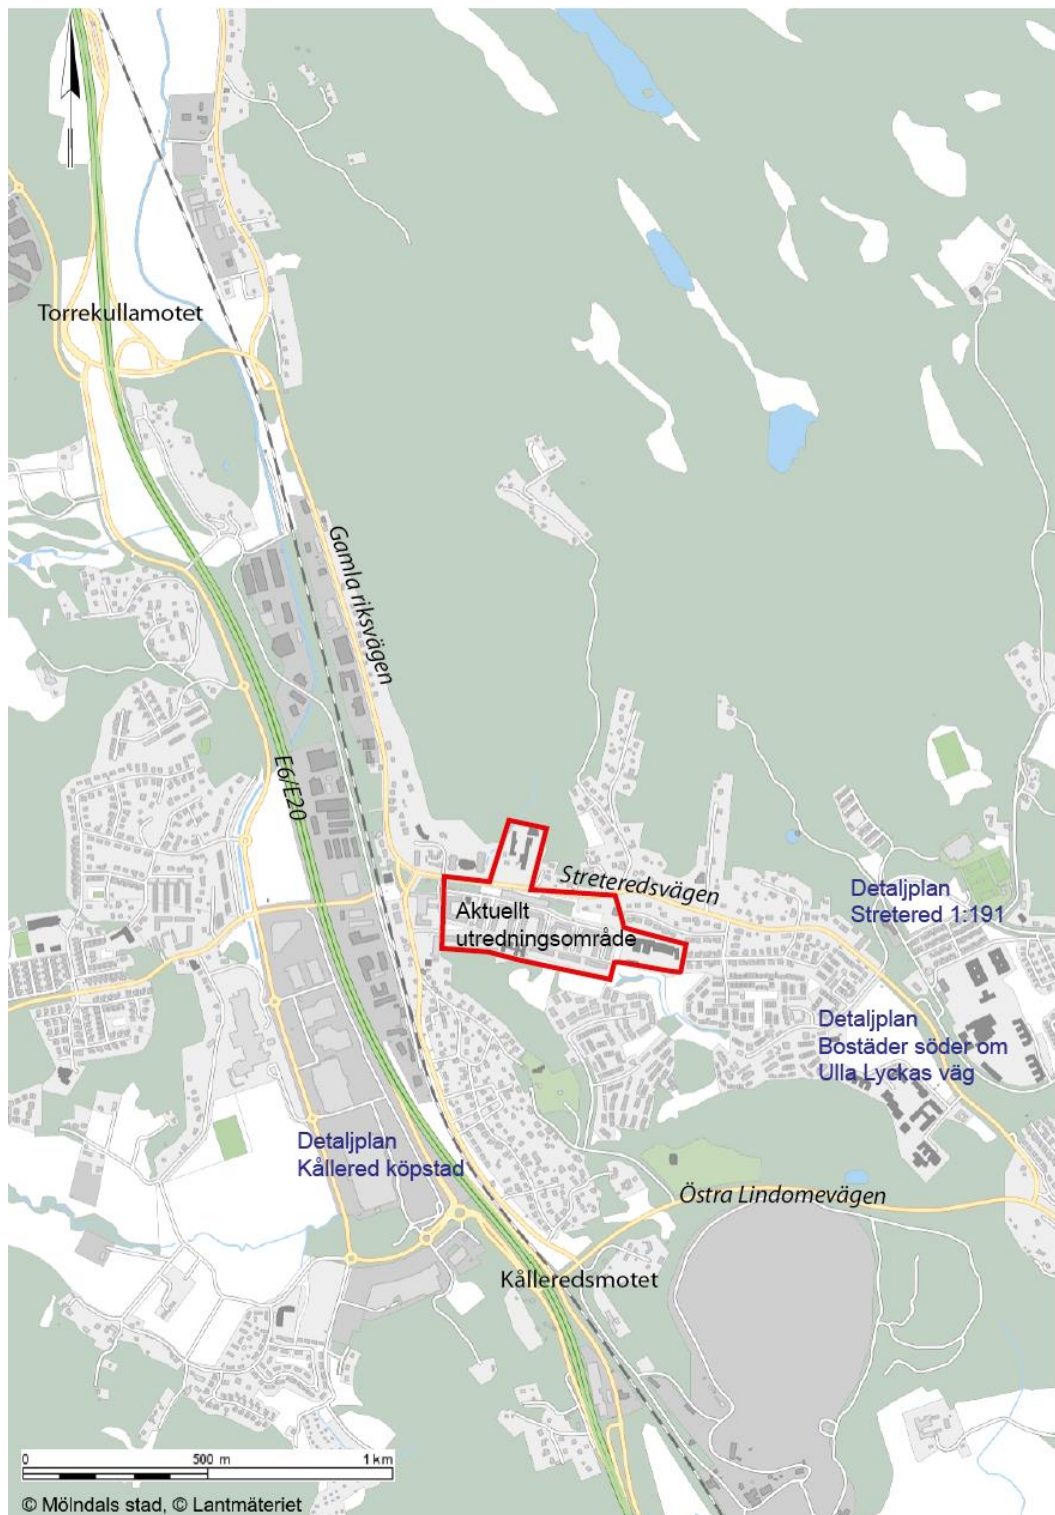 Torrekullamotet
Gamla riksvägen
E6/E20
Streteredsvägen
Aktuellt
utredningsområde
Detaljplan
Stretered 1:191
Detaljplan
Bostäder söder om
Ulla Lyckas väg
Detaljplan
Kållered köpstad
Östra Lindomevägen
Kålleredsmotet
0 500 m 1 km
© Mölndals stad, © Lantmäteriet